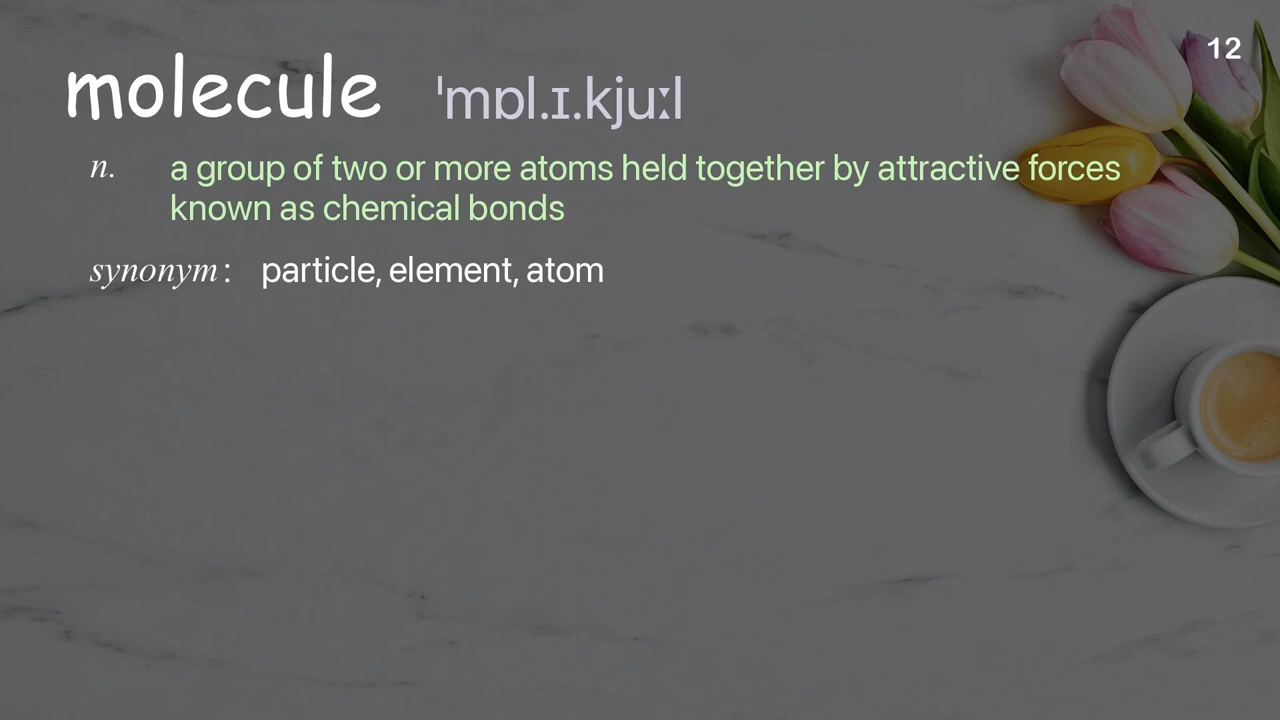 12
molecule ˈmɒl.ɪ.kjuːl
n. a group of two or more atoms held together by attractive forces
known as chemical bonds
synonym: particle, element, atom